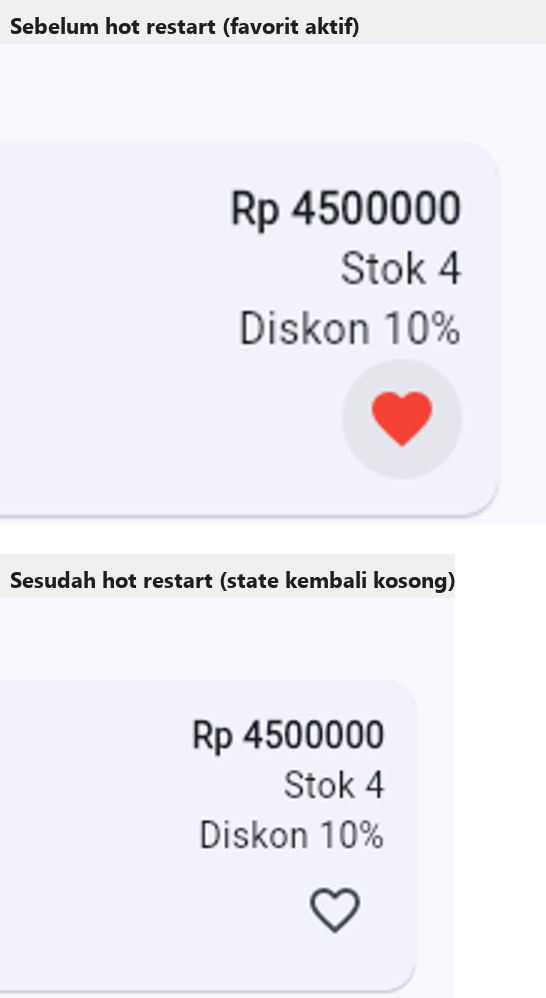 Sebelum hot restart (favorit aktif)
Rp 4500000
Stok 4
Diskon 10%
Sesudah hot restart (state kembali kosong)
Rp 4500000
Stok 4
Diskon 10%